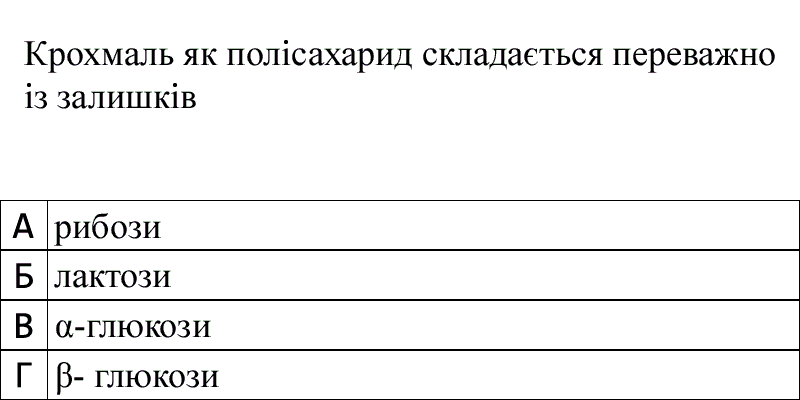 Крохмаль як полісахарид складається переважно
із залишків
А рибози
Б лактози
В α-глюкози
Г β- глюкози